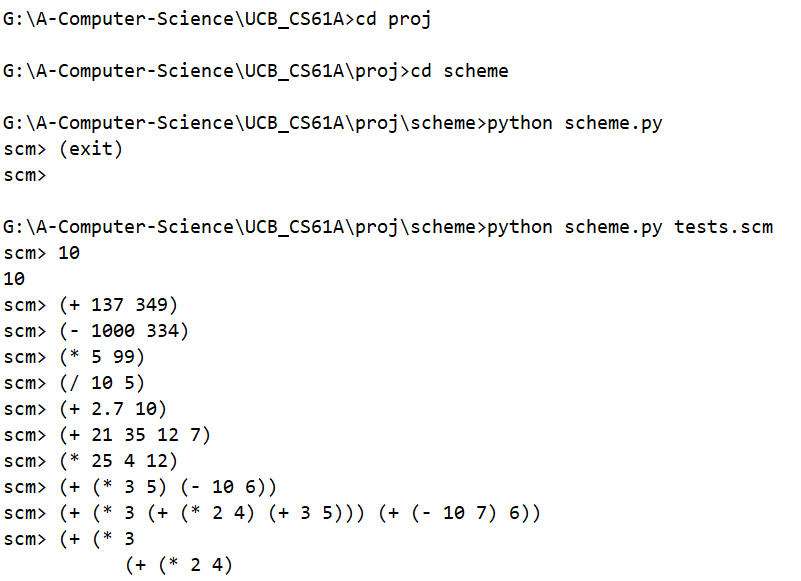 G:\A-Computer-Science\UCB_CS61A>cd proj
G:\A-Computer-Science\UCB_CS61A\proj>cd scheme
G:\A-Computer-Science\UCB_CS61A\proj\scheme>python scheme.py
scm> (exit)
scm>
G:\A-Computer-Science\UCB_CS61A\proj\scheme>python scheme.py tests.scm
scm> 10
10
scm> (+ 137 349)
scm> (- 1000 334)
scm> (* 5 99)
scm> (/ 10 5)
scm> (+ 2.7 10)
scm> (+ 21 35 12 7)
scm> (* 25 4 12)
scm> (+ (* 3 5) (- 10 6))
scm> (+ (* 3 (+ (* 2 4) (+ 3 5))) (+ (- 10 7) 6))
scm> (+ (* 3
(+ (* 2 4)